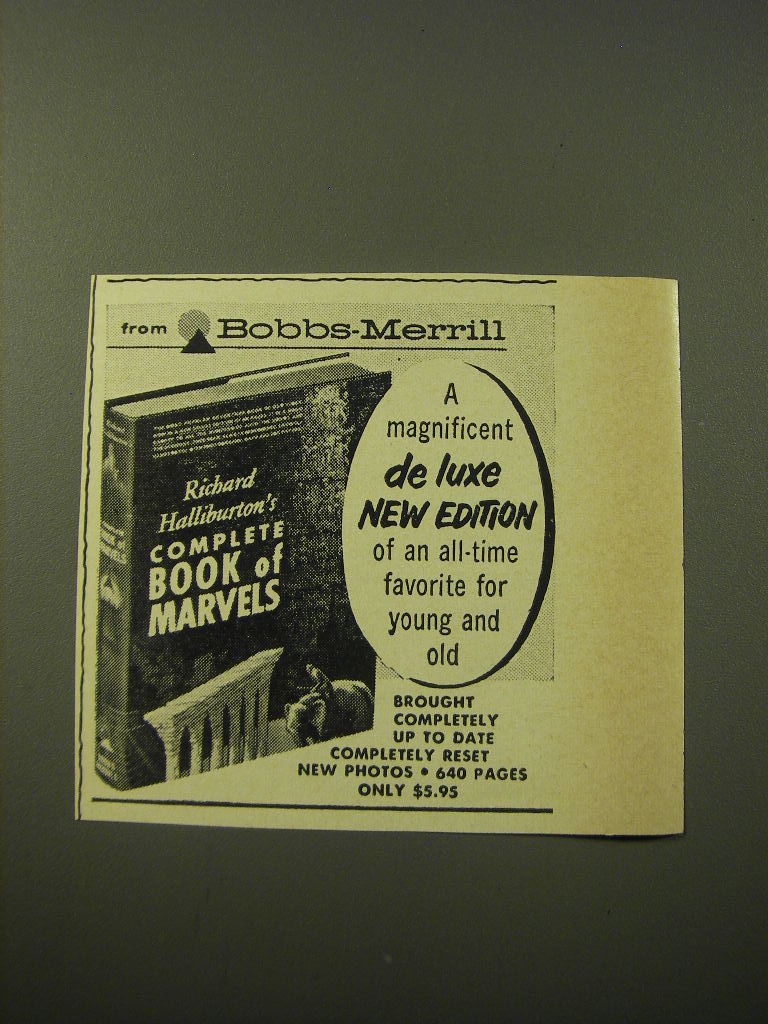 from Bobbs-Merrill
Richard
Halliburton's
COMPLETE
BOOK of
MARVELS
A
magnificent
de luxe
NEW EDITION
of an all-time
favorite for
young and
old
BROUGHT
COMPLETELY
UP TO DATE
COMPLETELY RESET
NEW PHOTOS • 640 PAGES
ONLY $5.95